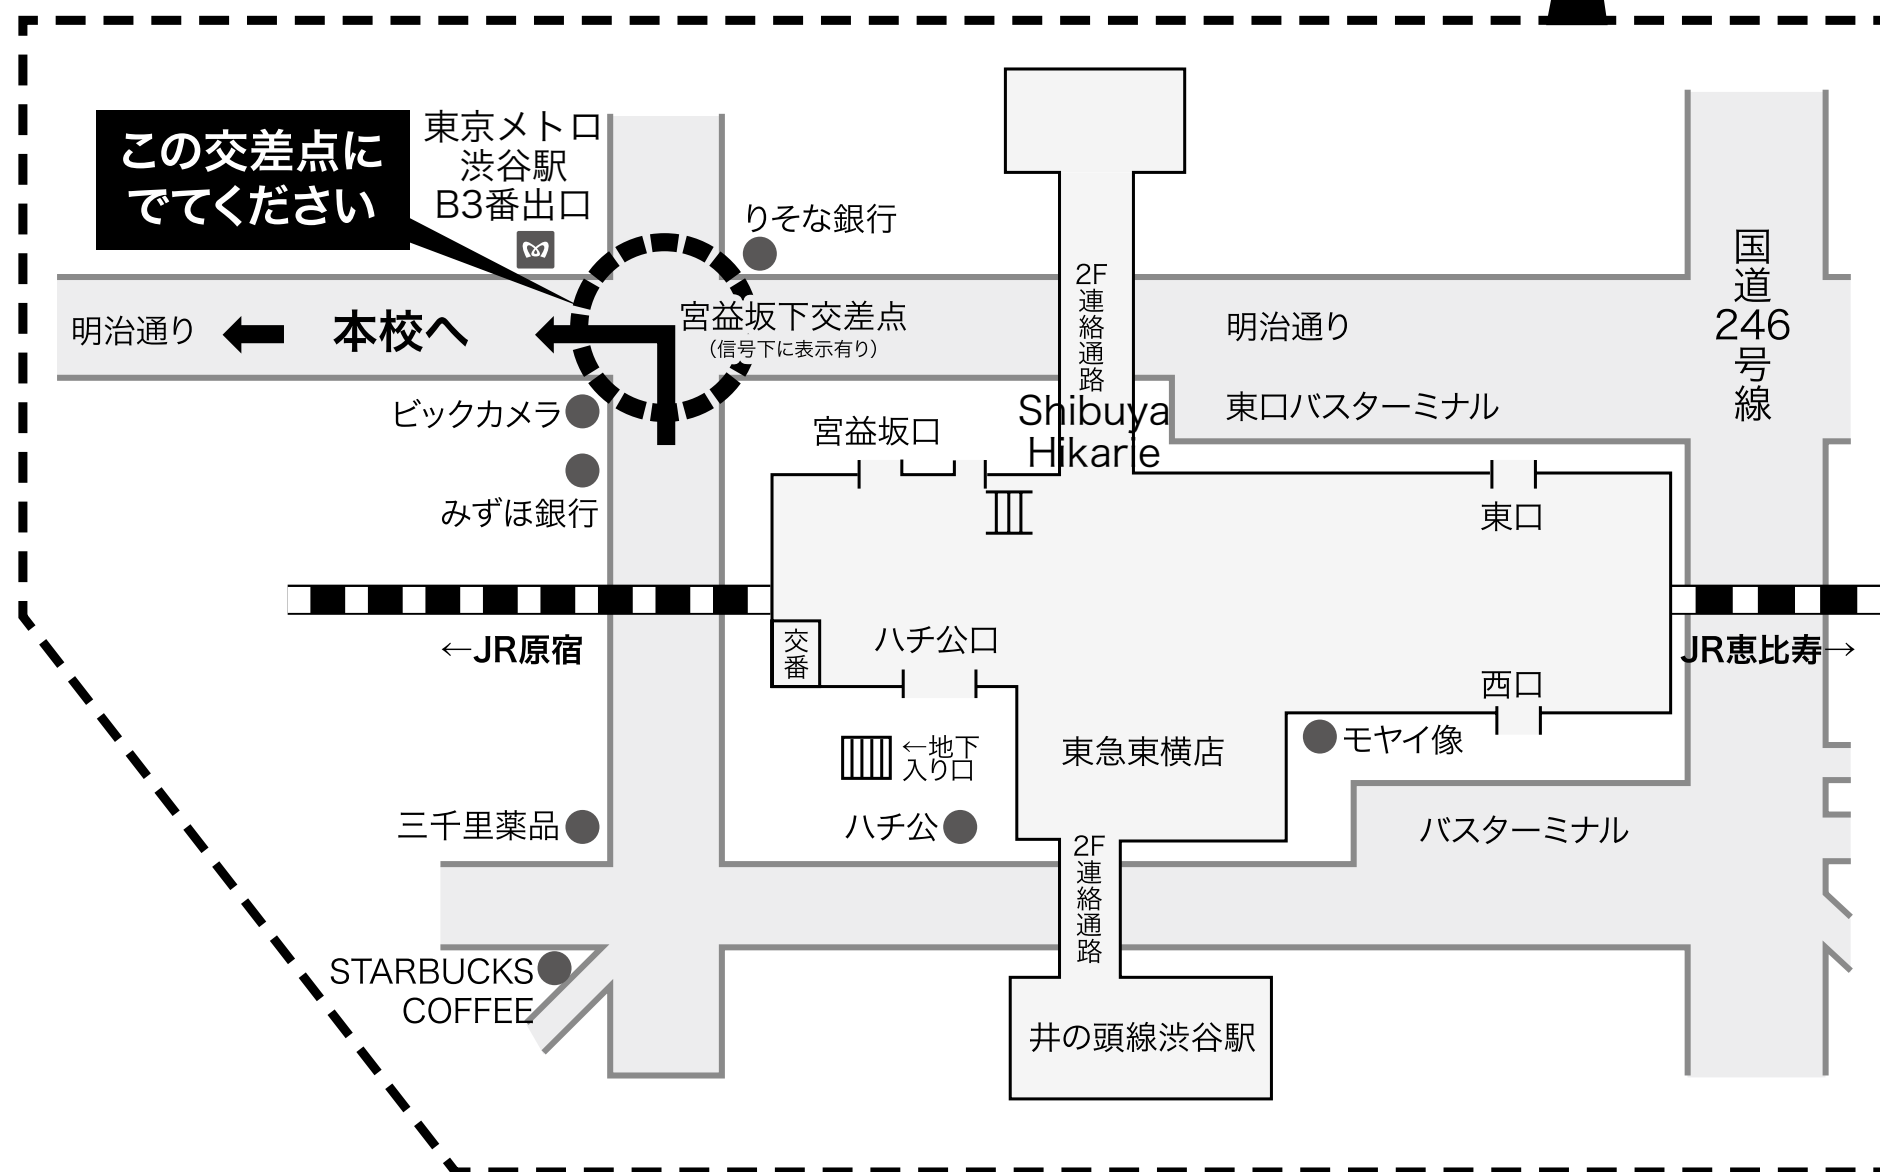 この交差点に
でてください
東京メトロ
渋谷駅
B3番出口
りそな銀行
明治通り
本校へ
宮益坂下交差点
（信号下に表示有り）
2F連絡通路
Shibuya
Hikarie
明治通り
東口バスターミナル
国道246号線
ビックカメラ
みずほ銀行
宮益坂口
東口
←JR原宿
交番
ハチ公口
西口
JR恵比寿→
←地下
入り口
東急東横店
モヤイ像
三千里薬品
ハチ公
バスターミナル
2F連絡通路
STARBUCKS
COFFEE
井の頭線渋谷駅